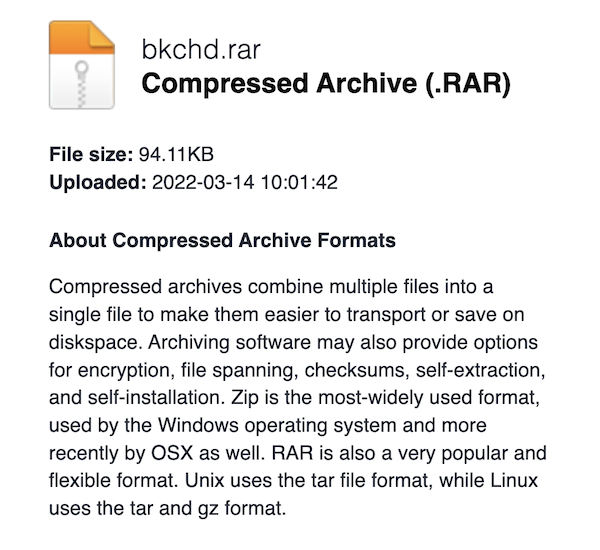 bkchd.rar
Compressed Archive (.RAR)
File size: 94.11KB
Uploaded: 2022-03-14 10:01:42
About Compressed Archive Formats
Compressed archives combine multiple files into a
single file to make them easier to transport or save on
diskspace. Archiving software may also provide options
for encryption, file spanning, checksums, self-extraction,
and self-installation. Zip is the most-widely used format,
used by the Windows operating system and more
recently by OSX as well. RAR is also a very popular and
flexible format. Unix uses the tar file format, while Linux
uses the tar and gz format.